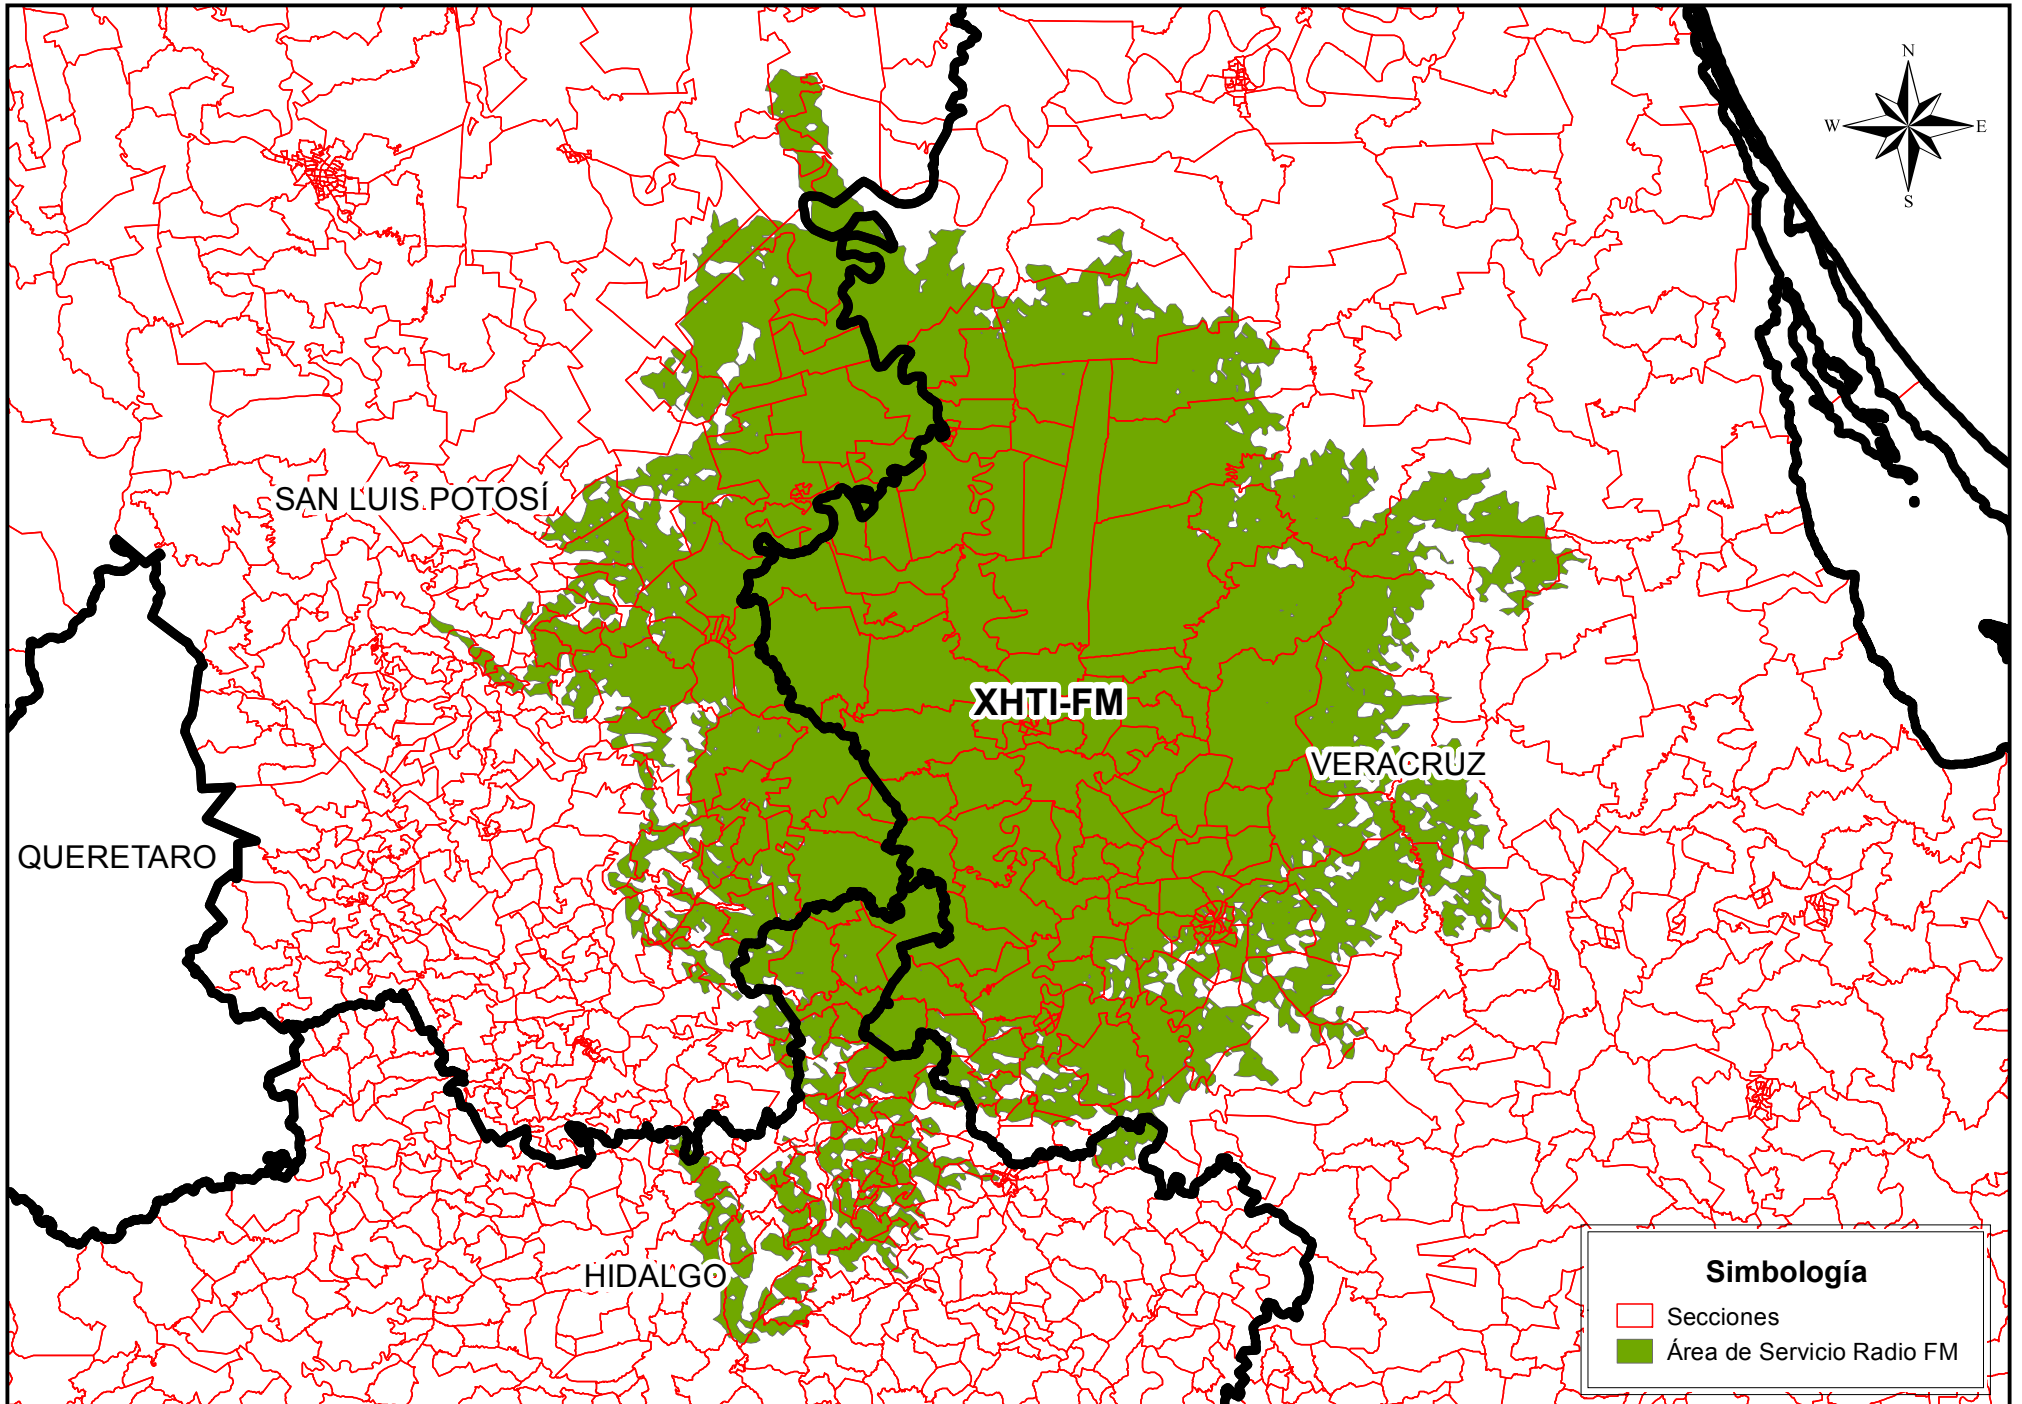 N
W E
S
SAN LUIS POTOSÍ
XHTI-FM
VERACRUZ
QUERETARO
HIDALGO
Simbología
Secciones
Área de Servicio Radio FM